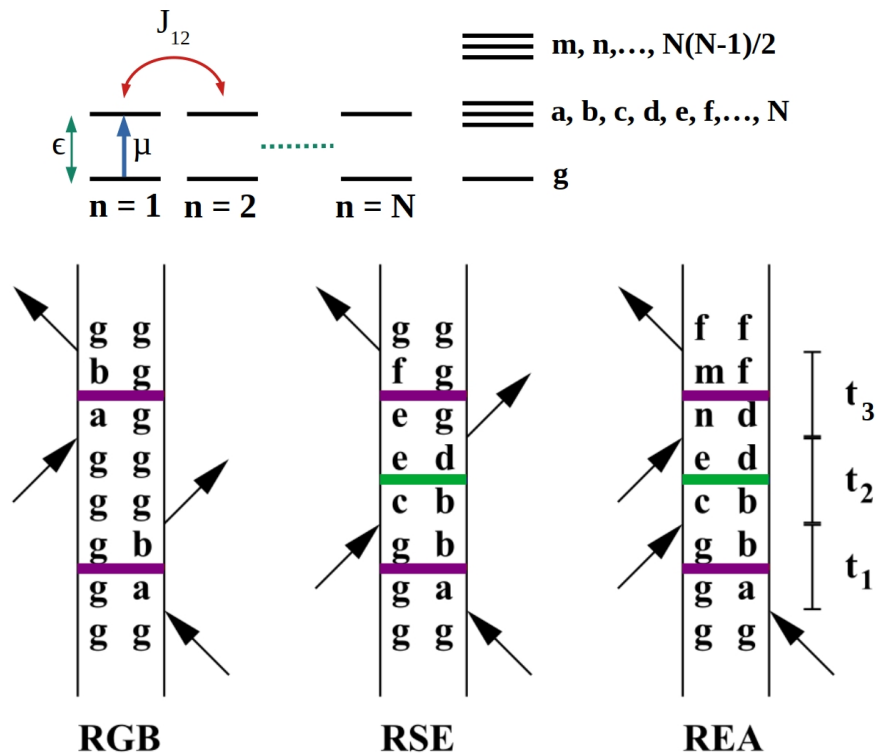 J12
m, n,..., N(N-1)/2
a, b, c, d, e, f,..., N
ϵ
μ
g
n = 1
n = 2
n = N
g g
b g
a g
g g
g g
g b
g a
g g
RGB
g g
f g
e g
e d
c b
g b
g a
g g
RSE
f f
m f
n d
e d
c b
g b
g a
g g
REA
t3
t2
t1